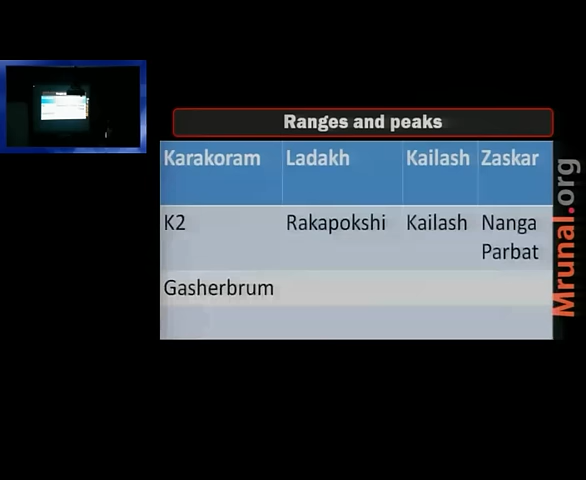 Ranges and peaks
Karakoram Ladakh Kailash Zaskar
K2 Rakapokshi Kailash Nanga Parbat
Gasherbrum
Mrunal.org